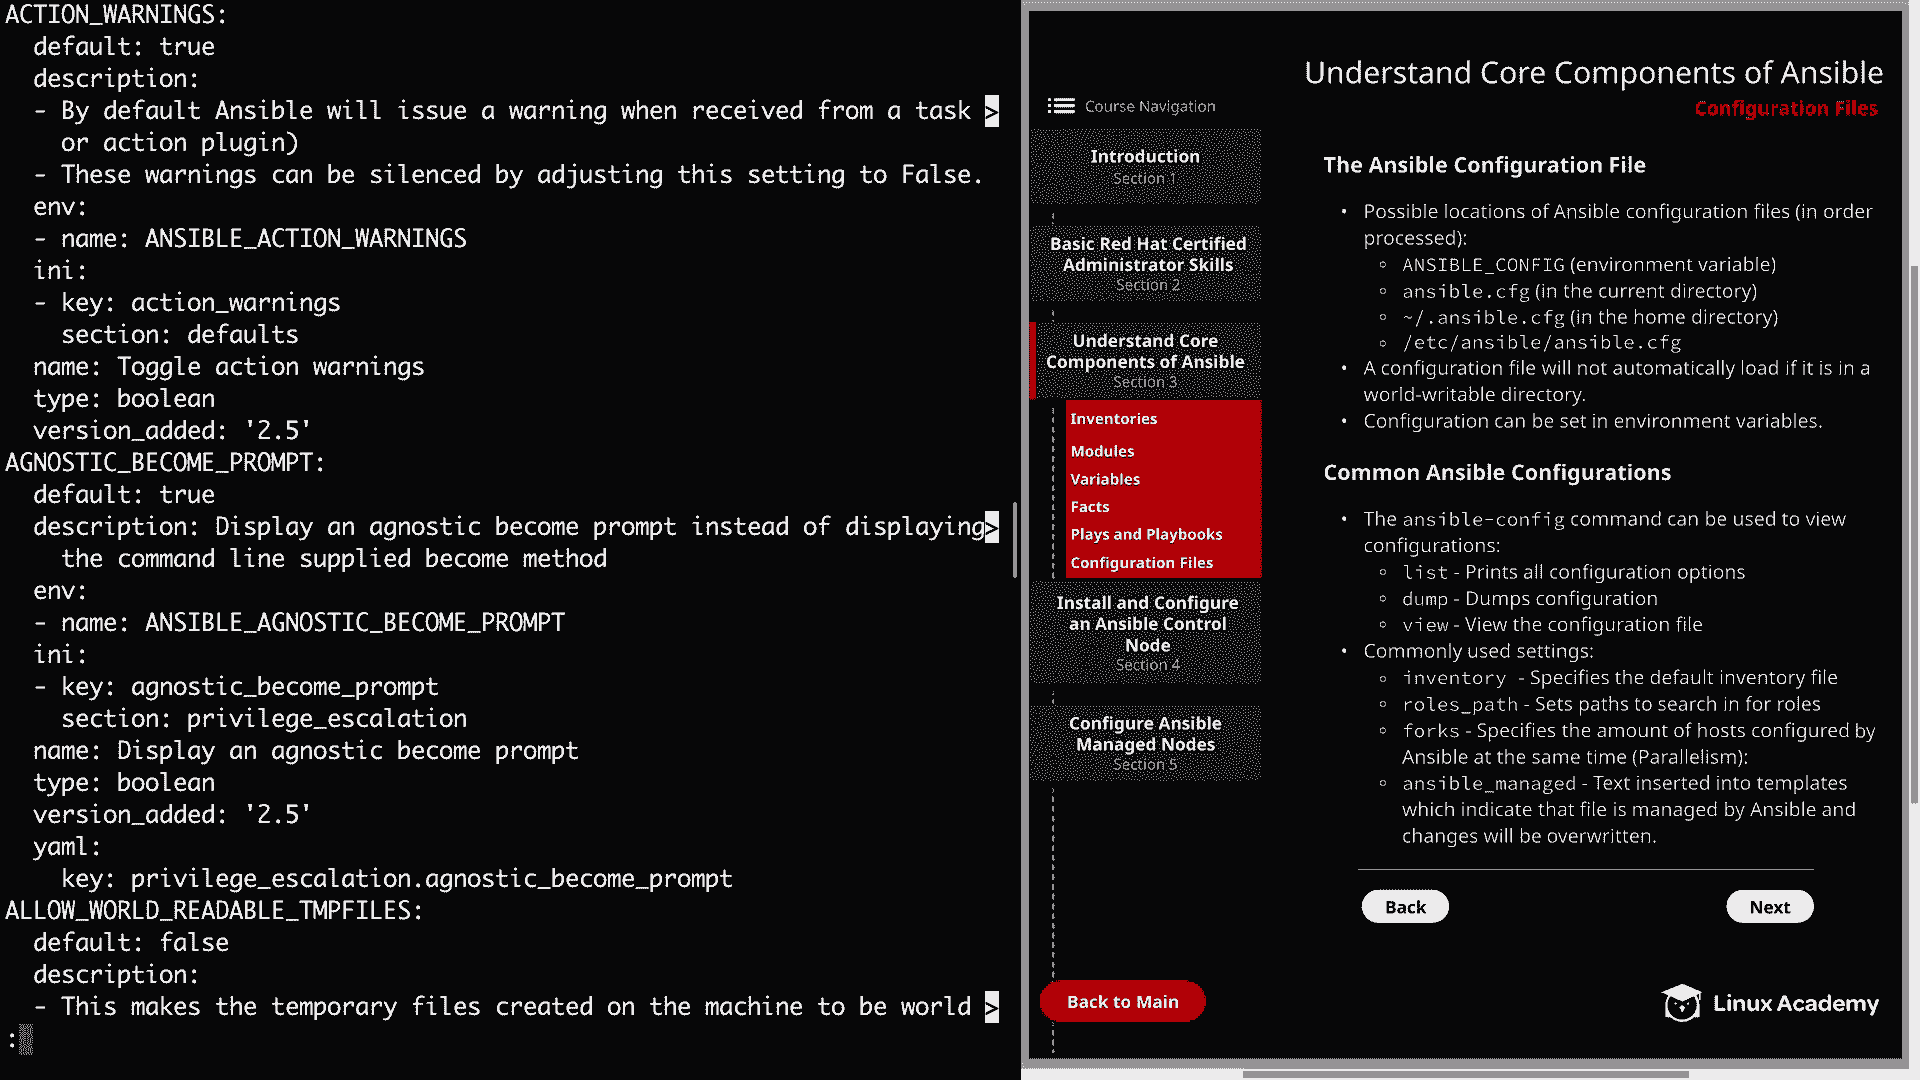 ACTION_WARNINGS:
  default: true
  description:
  - By default Ansible will issue a warning when received from a task >
    or action plugin)
  - These warnings can be silenced by adjusting this setting to False.
  env:
  - name: ANSIBLE_ACTION_WARNINGS
  ini:
  - key: action_warnings
    section: defaults
  name: Toggle action warnings
  type: boolean
  version_added: '2.5'
AGNOSTIC_BECOME_PROMPT:
  default: true
  description: Display an agnostic become prompt instead of displaying>
    the command line supplied become method
  env:
  - name: ANSIBLE_AGNOSTIC_BECOME_PROMPT
  ini:
  - key: agnostic_become_prompt
    section: privilege_escalation
  name: Display an agnostic become prompt
  type: boolean
  version_added: '2.5'
  yaml:
    key: privilege_escalation.agnostic_become_prompt
ALLOW_WORLD_READABLE_TMPFILES:
  default: false
  description:
  - This makes the temporary files created on the machine to be world >
:
Understand Core Components of Ansible
Configuration Files
Course Navigation
Introduction
Section 1
Basic Red Hat Certified
Administrator Skills
Section 2
Understand Core
Components of Ansible
Section 3
Inventories
Modules
Variables
Facts
Plays and Playbooks
Configuration Files
Install and Configure
an Ansible Control
Node
Section 4
Configure Ansible
Managed Nodes
Section 5
Back to Main
The Ansible Configuration File
• Possible locations of Ansible configuration files (in order
processed):
◦ ANSIBLE_CONFIG (environment variable)
◦ ansible.cfg (in the current directory)
◦ ~/.ansible.cfg (in the home directory)
◦ /etc/ansible/ansible.cfg
• A configuration file will not automatically load if it is in a
world-writable directory.
• Configuration can be set in environment variables.
Common Ansible Configurations
• The ansible-config command can be used to view
configurations:
◦ list - Prints all configuration options
◦ dump - Dumps configuration
◦ view - View the configuration file
• Commonly used settings:
◦ inventory - Specifies the default inventory file
◦ roles_path - Sets paths to search in for roles
◦ forks - Specifies the amount of hosts configured by
Ansible at the same time (Parallelism):
◦ ansible_managed - Text inserted into templates
which indicate that file is managed by Ansible and
changes will be overwritten.
Back
Next
Linux Academy